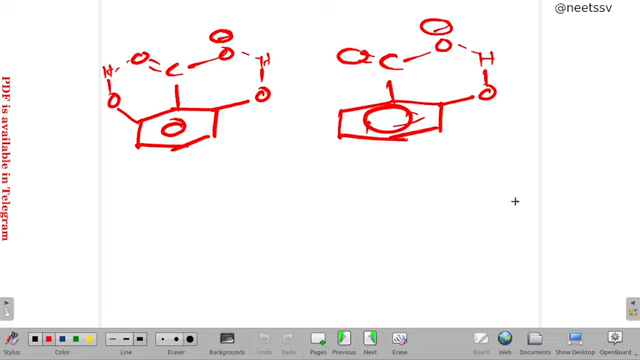 @neetssv
PDF is available in Telegram
O C O ⊖ H
H O O
O C O ⊖ H
O
Stylus
Color
Line
Eraser
Backgrounds
Undo
Redo
Pages
Previous
Next
Erase
Board
Web
Documents
Show Desktop
OpenBoard